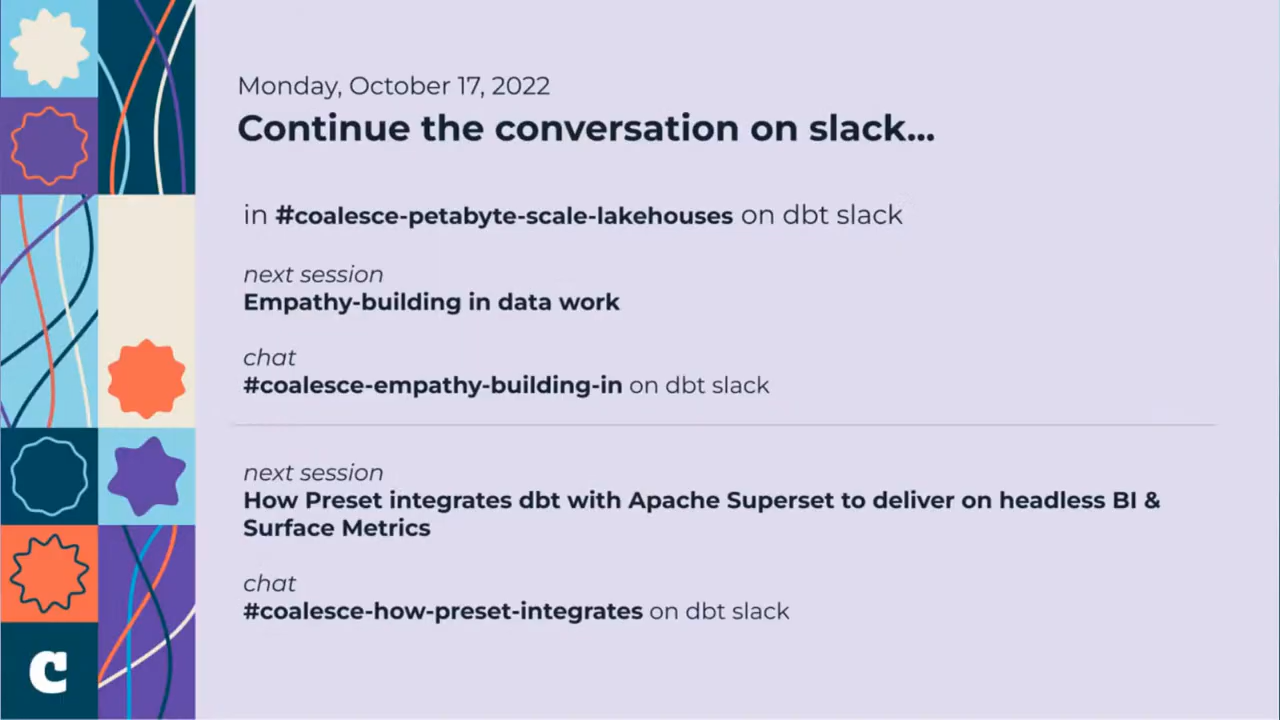 Monday, October 17, 2022
Continue the conversation on slack...
in #coalesce-petabyte-scale-lakehouses on dbt slack
next session
Empathy-building in data work
chat
#coalesce-empathy-building-in on dbt slack
next session
How Preset integrates dbt with Apache Superset to deliver on headless BI &
Surface Metrics
chat
#coalesce-how-preset-integrates on dbt slack
C